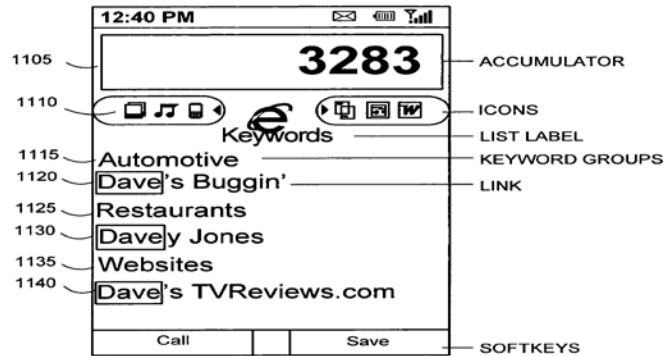 12:40 PM
1105 3283 ACCUMULATOR
1110 ICONS
Keywords LIST LABEL
1115 Automotive KEYWORD GROUPS
1120 Dave's Buggin' LINK
1125 Restaurants
1130 Davey Jones
1135 Websites
1140 Dave's TVReviews.com
Call Save SOFTKEYS